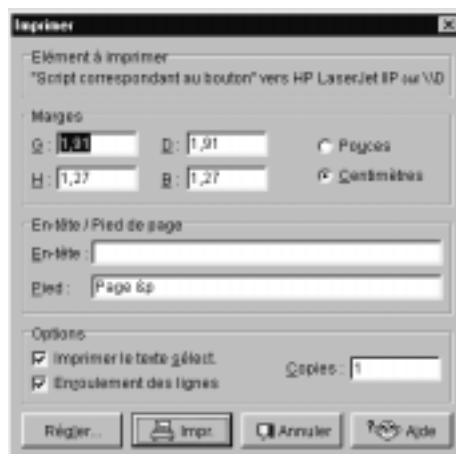 Imprimer
Elément à imprimer
"Script correspondant au bouton" vers HP LaserJet IIP sur \\D
Marges
G : 1,91 D : 1,91 Pouces
H : 1,27 B : 1,27 Centimètres
En-tête / Pied de page
En-tête :
Pied : Page &p
Options
Imprimer le texte sélect.
Copies : 1
Enroulement des lignes
Régler... Impr. Annuler Aide